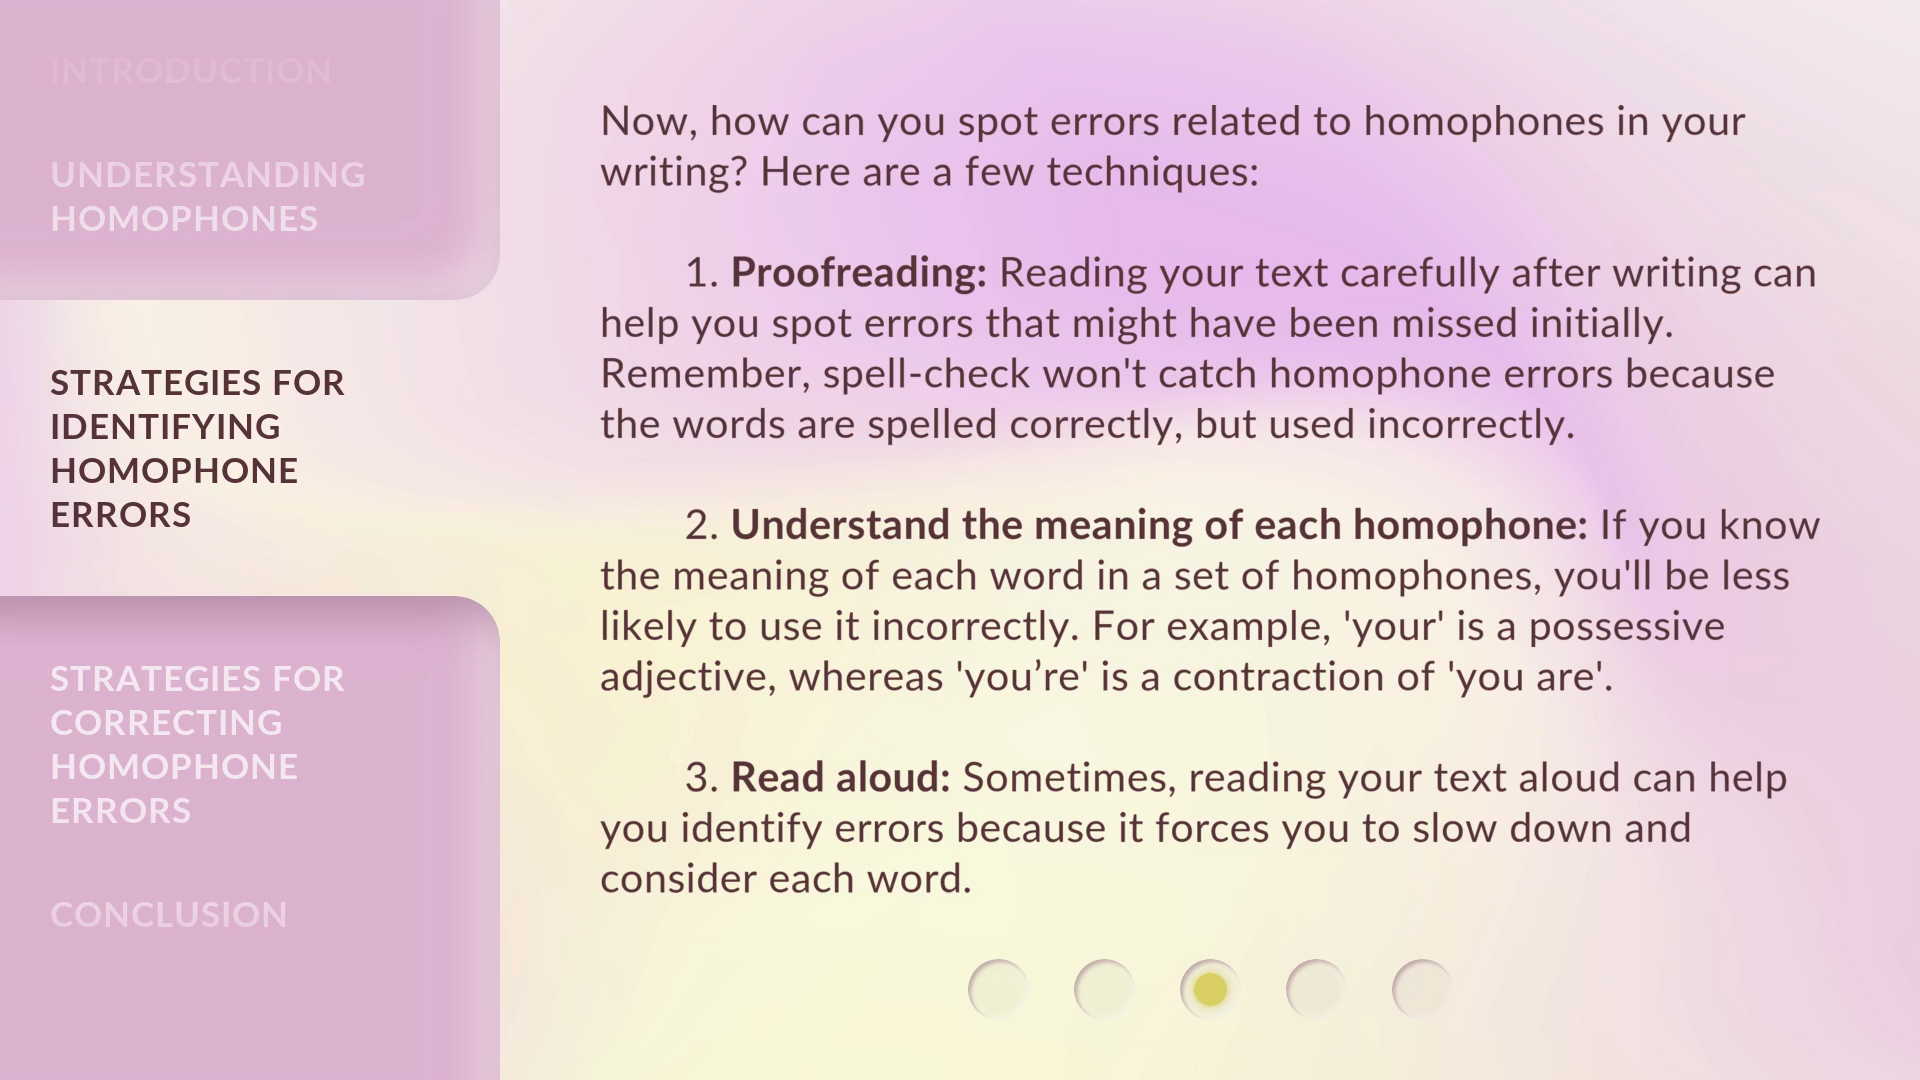 INTRODUCTION
UNDERSTANDING
HOMOPHONES
STRATEGIES FOR
IDENTIFYING
HOMOPHONE
ERRORS
STRATEGIES FOR
CORRECTING
HOMOPHONE
ERRORS
CONCLUSION
Now, how can you spot errors related to homophones in your
writing? Here are a few techniques:
1. Proofreading: Reading your text carefully after writing can
help you spot errors that might have been missed initially.
Remember, spell-check won't catch homophone errors because
the words are spelled correctly, but used incorrectly.
2. Understand the meaning of each homophone: If you know
the meaning of each word in a set of homophones, you'll be less
likely to use it incorrectly. For example, 'your' is a possessive
adjective, whereas 'you’re' is a contraction of 'you are'.
3. Read aloud: Sometimes, reading your text aloud can help
you identify errors because it forces you to slow down and
consider each word.